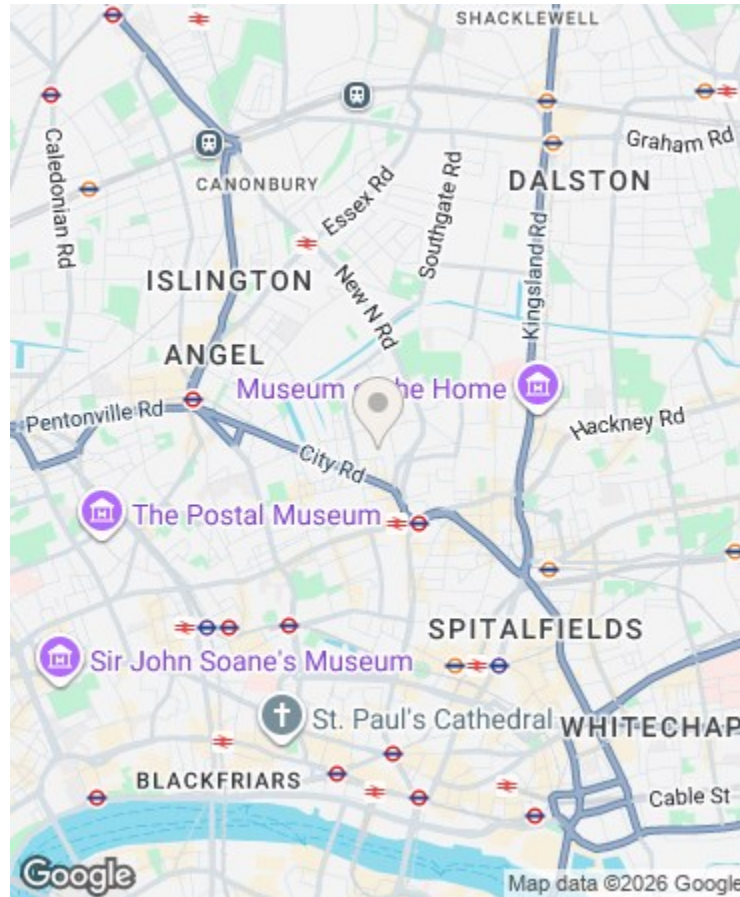 SHACKLEWELL
Graham Rd
Caledonian Rd
CANONBURY
Essex Rd
Southgate Rd
DALSTON
ISLINGTON
New N Rd
Kingsland Rd
ANGEL
Museum of the Home
Pentonville Rd
Hackney Rd
City Rd
The Postal Museum
SPITALFIELDS
Sir John Soane's Museum
St. Paul's Cathedral
WHITECHAP
BLACKFRIARS
Cable St
Google
Map data ©2026 Google